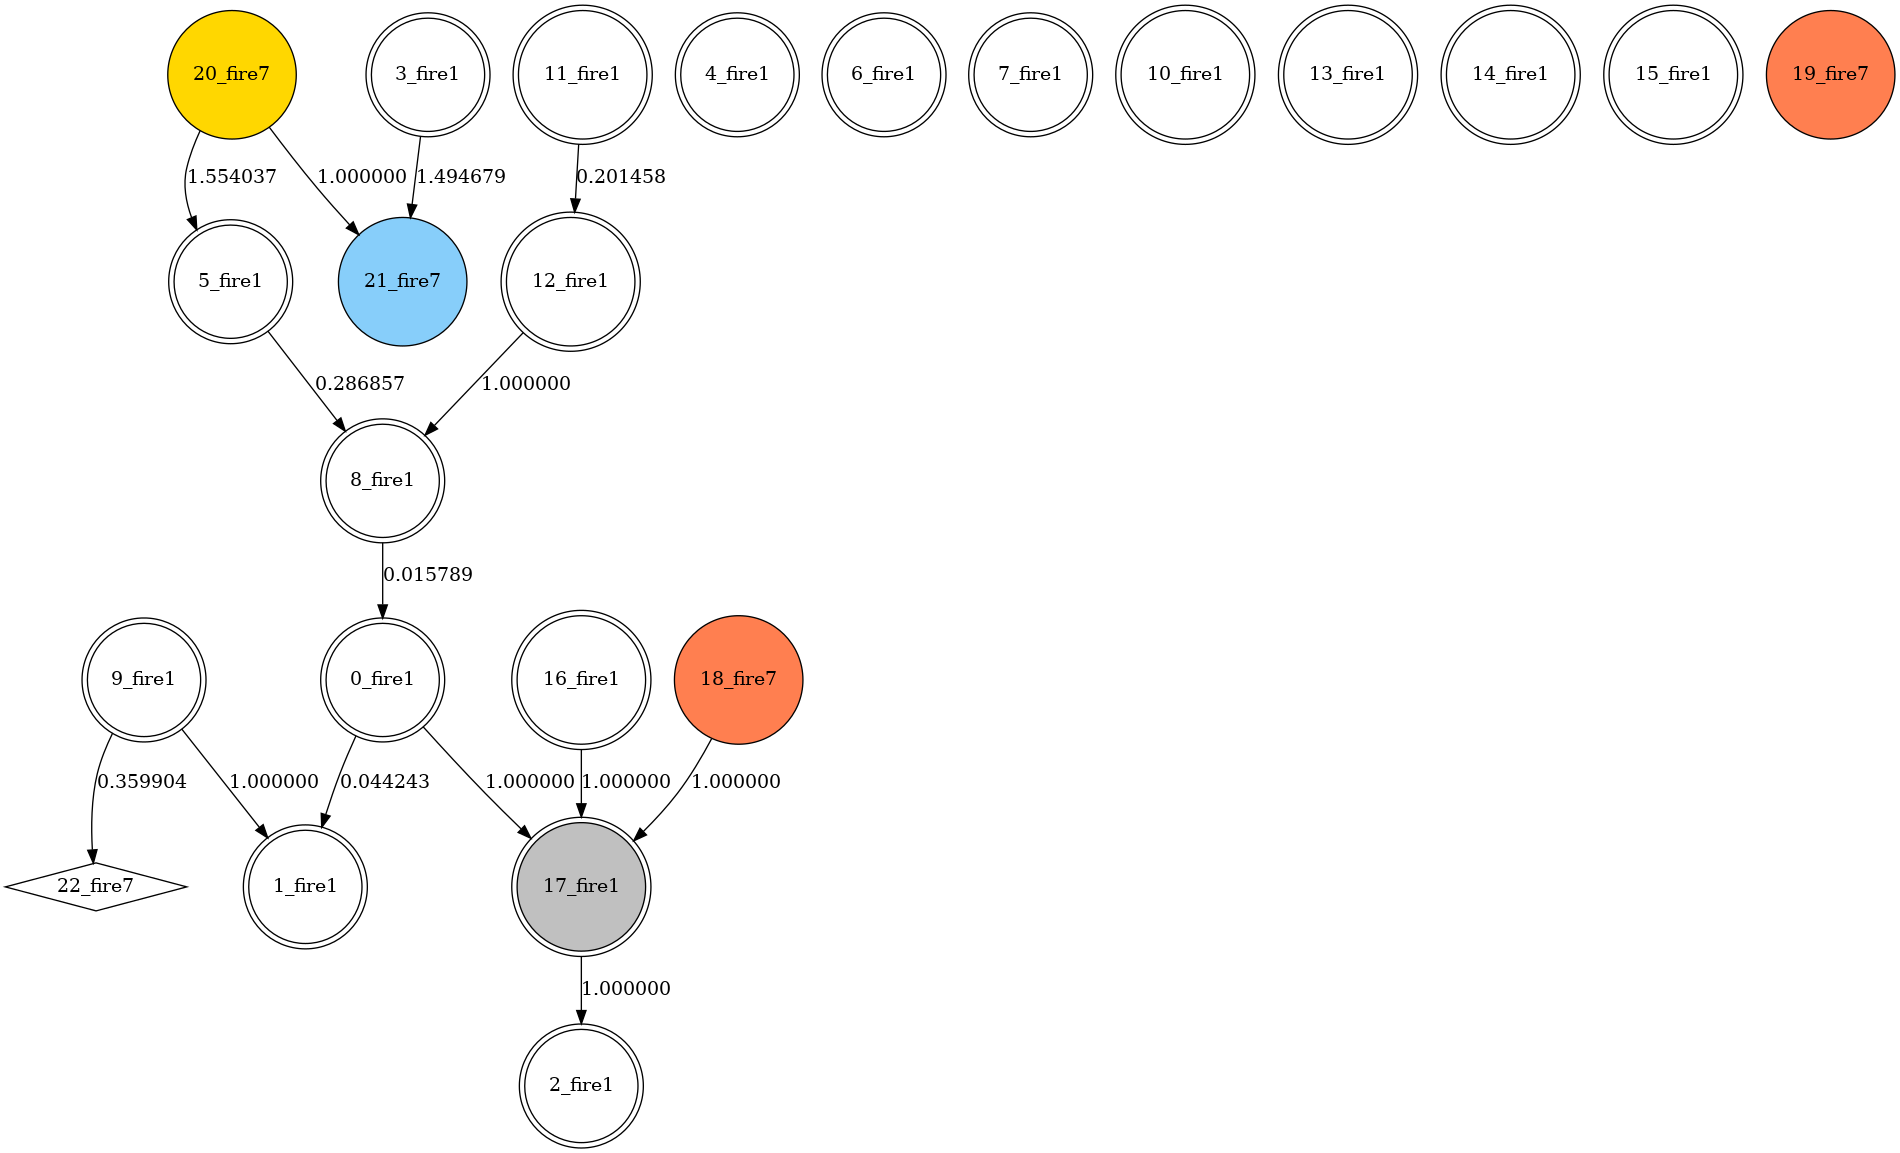 20_fire7
3_fire1
11_fire1
4_fire1
6_fire1
7_fire1
10_fire1
13_fire1
14_fire1
15_fire1
19_fire7
1.554037
1.000000
1.494679
0.201458
5_fire1
21_fire7
12_fire1
0.286857
1.000000
8_fire1
0.015789
9_fire1
0_fire1
16_fire1
18_fire7
0.359904
1.000000
0.044243
1.000000
1.000000
1.000000
22_fire7
1_fire1
17_fire1
1.000000
2_fire1